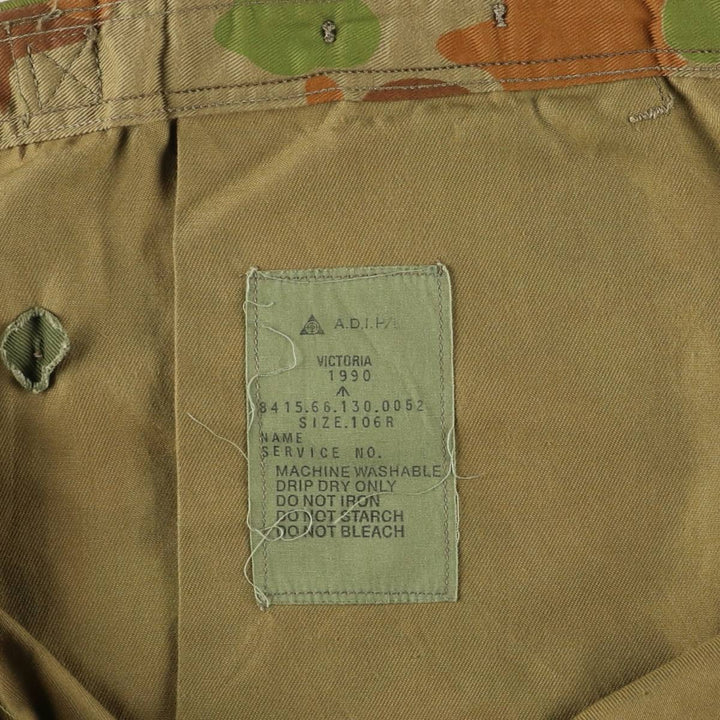 A.D.I.
VICTORIA
1990
8415.66.130.0052
SIZE.106R
NAME
SERVICE NO.
MACHINE WASHABLE
DRIP DRY ONLY
DO NOT IRON
DO NOT STARCH
DO NOT BLEACH